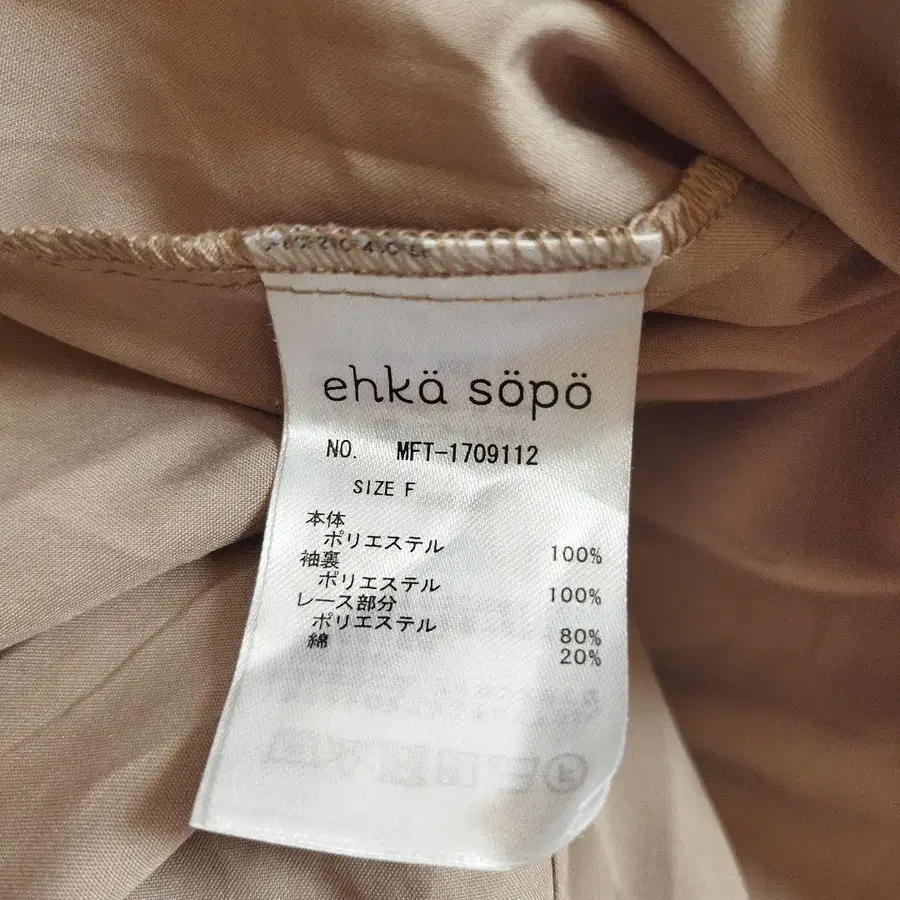 ehkä söpö
NO. MFT-1709112
SIZE F
本体
ポリエステル 100%
袖裏
ポリエステル 100%
レース部分
ポリエステル 80%
綿 20%